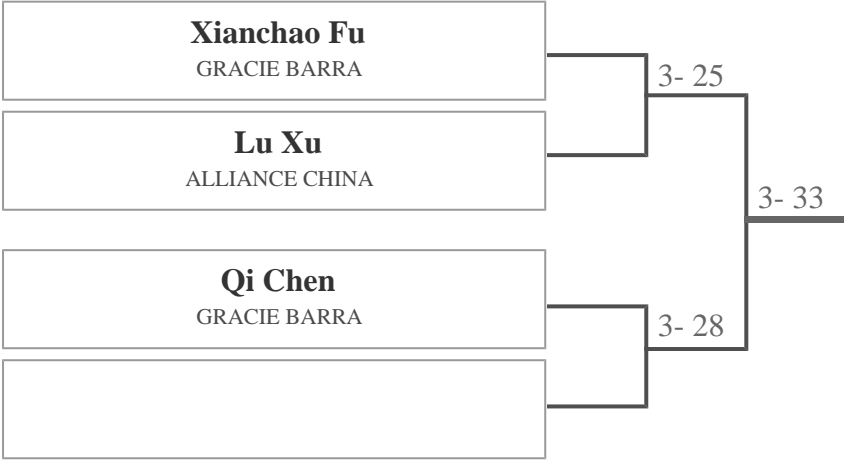 Xianchao Fu
GRACIE BARRA
3- 25
Lu Xu
ALLIANCE CHINA
3- 33
Qi Chen
GRACIE BARRA
3- 28